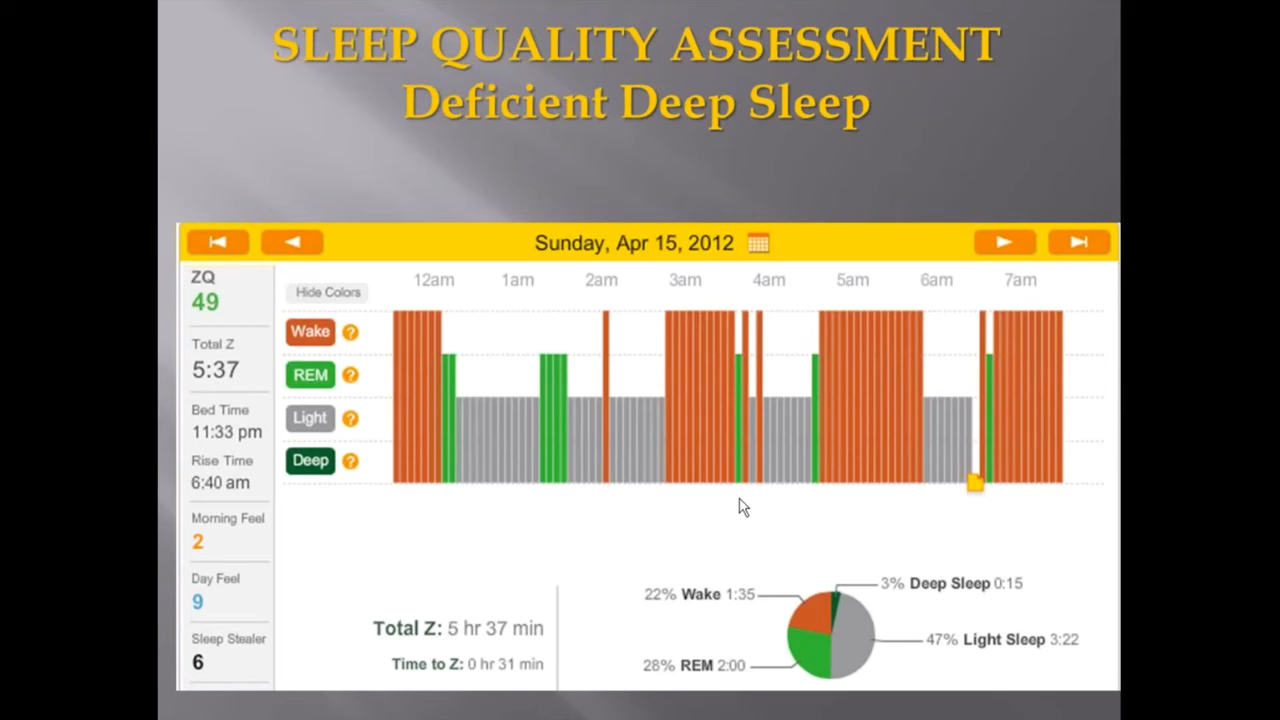 SLEEP QUALITY ASSESSMENT
Deficient Deep Sleep
Sunday, Apr 15, 2012
ZQ
49
Total Z
5:37
Bed Time
11:33 pm
Rise Time
6:40 am
Morning Feel
2
Day Feel
9
Sleep Stealer
6
Hide Colors
12am 1am 2am 3am 4am 5am 6am 7am
Wake ?
REM ?
Light ?
Deep ?
Total Z: 5 hr 37 min
Time to Z: 0 hr 31 min
22% Wake 1:35
3% Deep Sleep 0:15
47% Light Sleep 3:22
28% REM 2:00